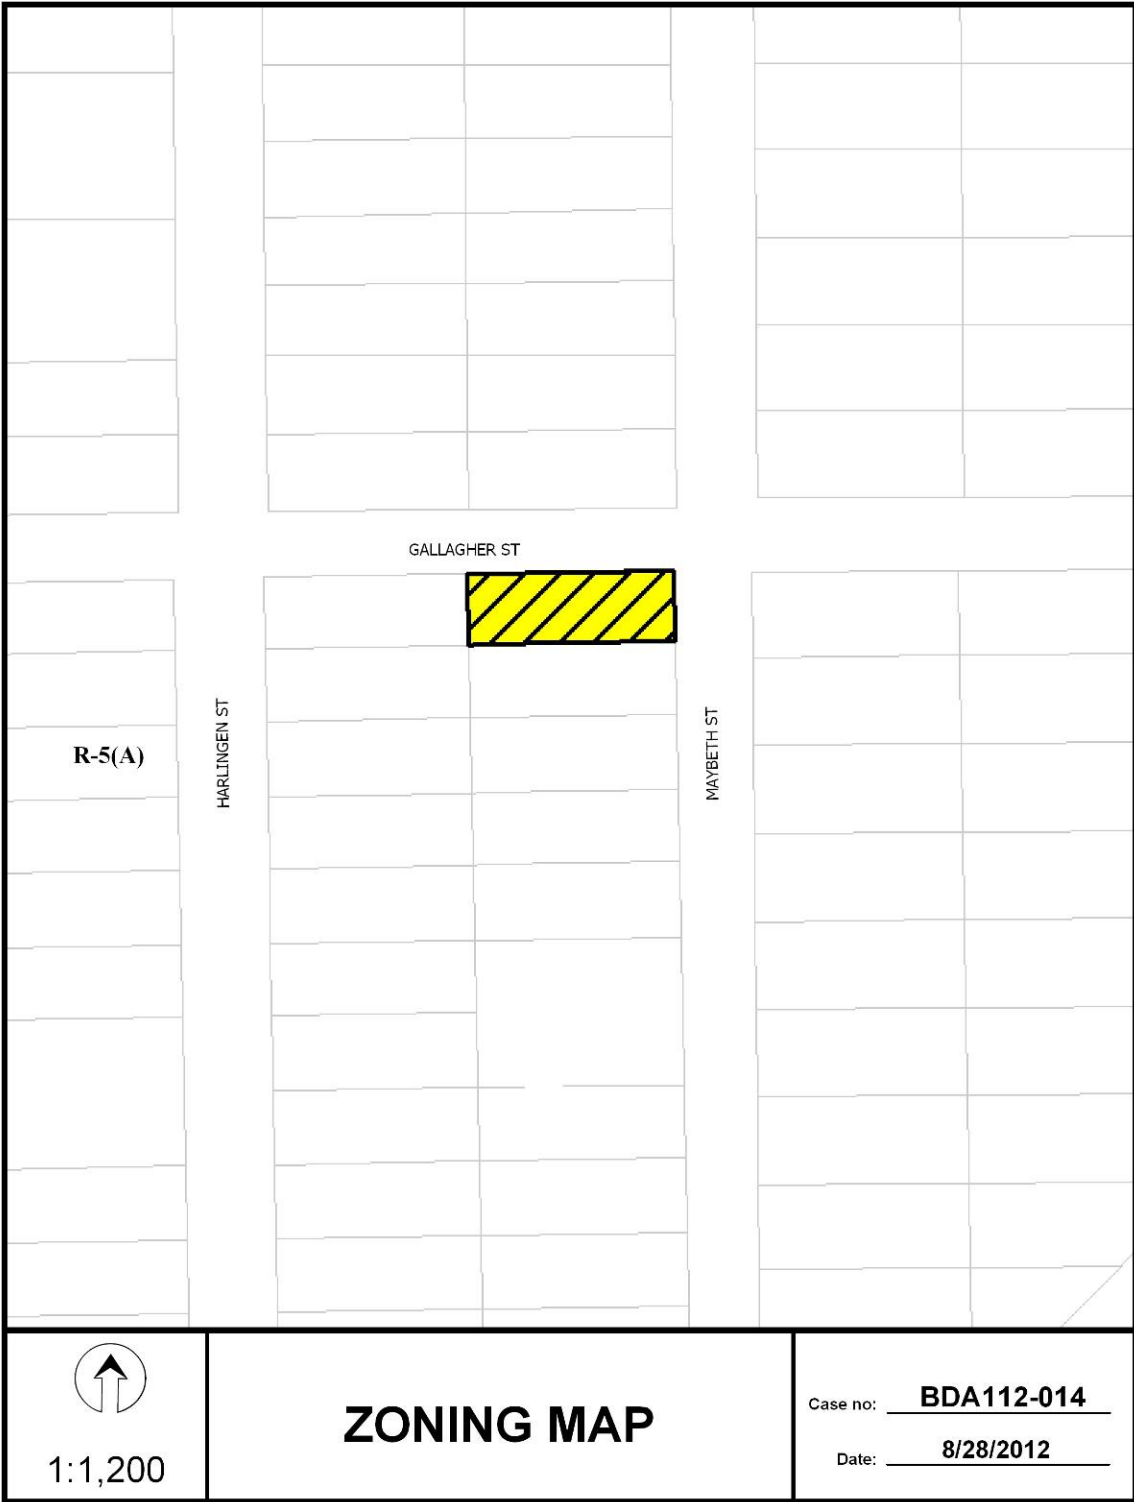 GALLAGHER ST
HARLINGEN ST
MAYBETH ST
R-5(A)
1:1,200
ZONING MAP
Case no: BDA112-014
Date: 8/28/2012